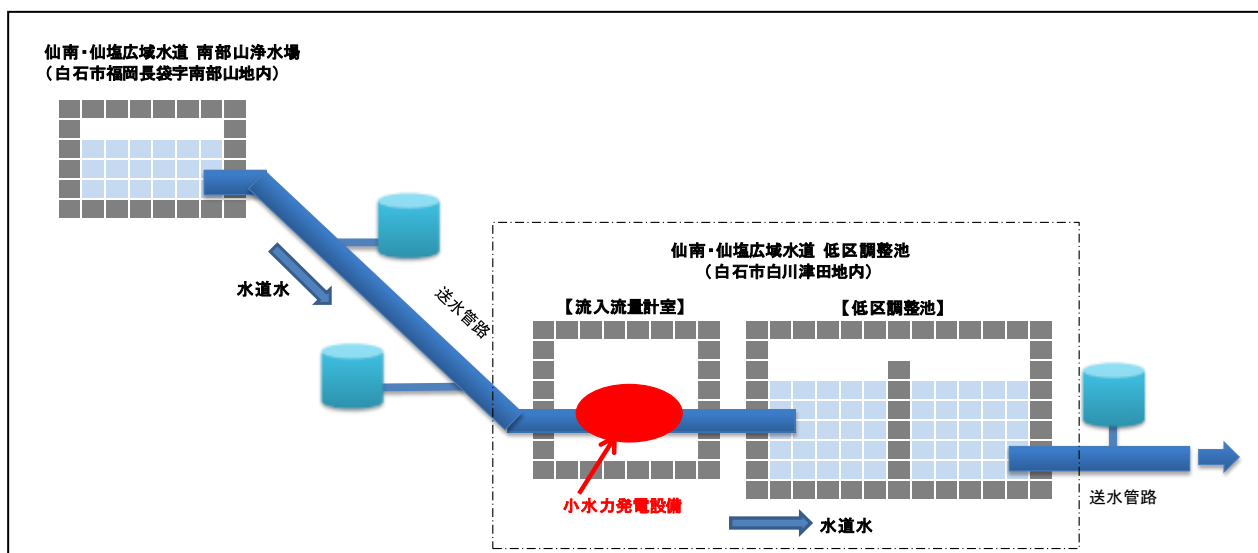 仙南・仙塩広域水道 南部山浄水場
（白石市福岡長袋字南部山地内）
水道水
送水管路
仙南・仙塩広域水道 低区調整池
（白石市白川津田地内）
【流入流量計室】
【低区調整池】
小水力発電設備
水道水
送水管路